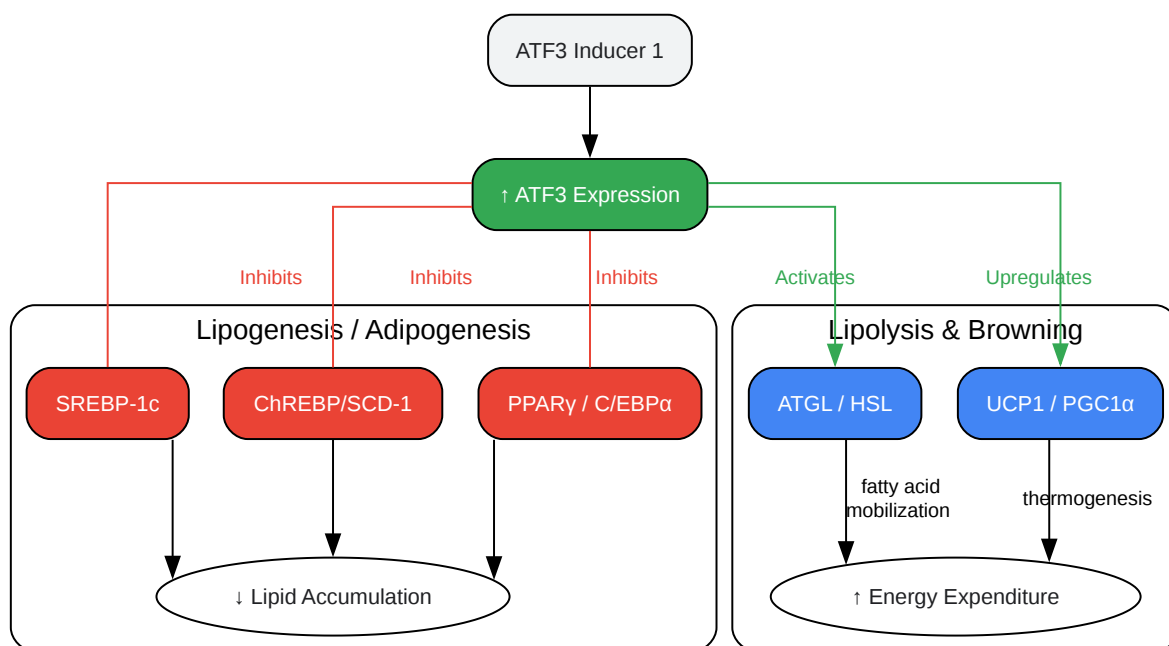 ATF3 Inducer 1
↑ ATF3 Expression
Inhibits
Inhibits
Inhibits
Activates
Upregulates
Lipogenesis / Adipogenesis
Lipolysis & Browning
SREBP-1c
ChREBP/SCD-1
PPARγ / C/EBPα
ATGL / HSL
UCP1 / PGC1α
fatty acid
mobilization
thermogenesis
↓ Lipid Accumulation
↑ Energy Expenditure